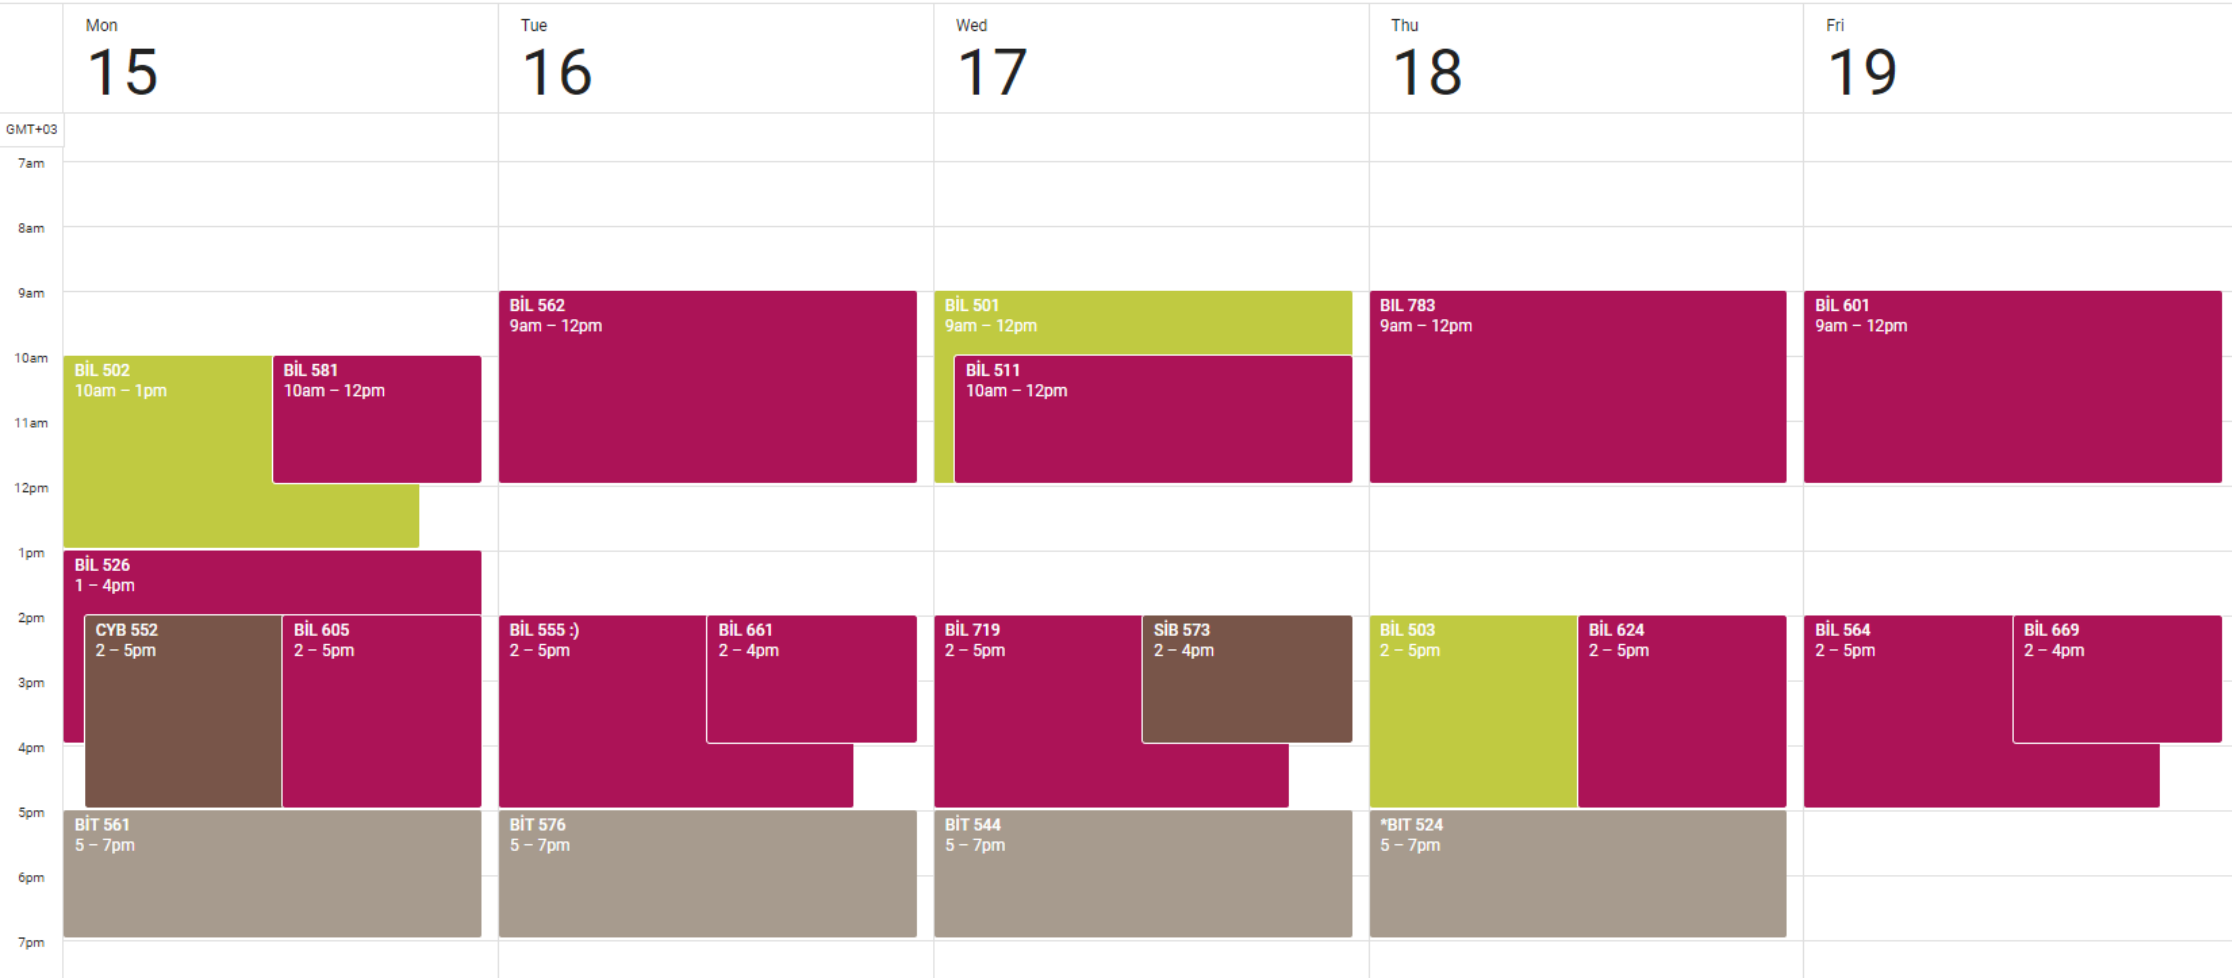 Mon
15
Tue
16
Wed
17
Thu
18
Fri
19
GMT+03
7am
8am
9am
10am
11am
12pm
1pm
2pm
3pm
4pm
5pm
6pm
7pm
BİL 502
10am – 1pm
BİL 581
10am – 12pm
BİL 526
1 – 4pm
CYB 552
2 – 5pm
BİL 605
2 – 5pm
BİT 561
5 – 7pm
BİL 562
9am – 12pm
BİL 555 :)
2 – 5pm
BİL 661
2 – 4pm
BİT 576
5 – 7pm
BİL 501
9am – 12pm
BİL 511
10am – 12pm
BİL 719
2 – 5pm
SİB 573
2 – 4pm
BİT 544
5 – 7pm
BIL 783
9am – 12pm
BİL 503
2 – 5pm
BİL 624
2 – 5pm
*BIT 524
5 – 7pm
BİL 601
9am – 12pm
BİL 564
2 – 5pm
BİL 669
2 – 4pm